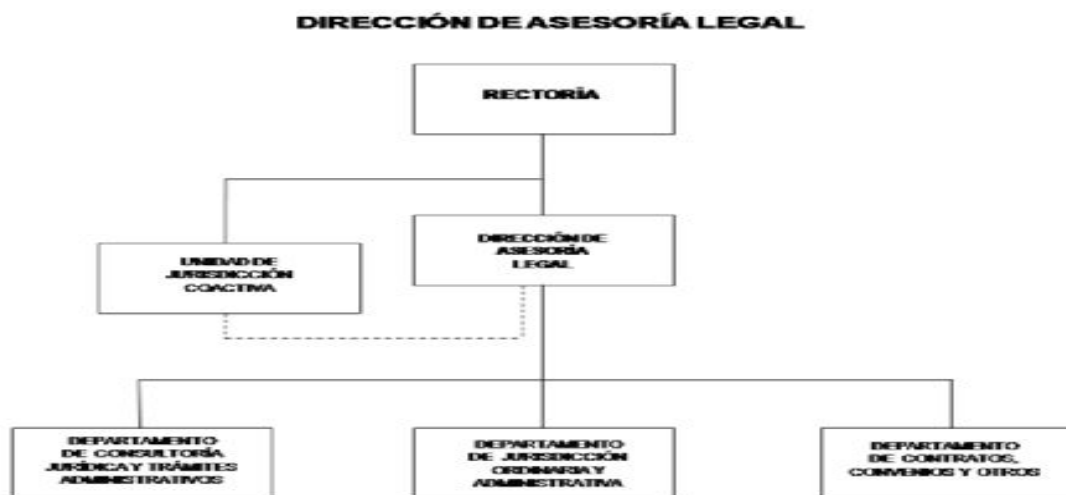 DIRECCIÓN DE ASESORÍA LEGAL
RECTORÍA
DIRECCIÓN DE
ASESORÍA
LEGAL
UNIDAD DE
JURISDICCIÓN
COACTIVA
DEPARTAMENTO
DE CONSULTORÍA
JURÍDICA Y TRÁMITES
ADMINISTRATIVOS
DEPARTAMENTO
DE JURISDICCIÓN
ORDINARIA Y
ADMINISTRATIVA
DEPARTAMENTO
DE CONTRATOS,
CONVENIOS Y OTROS